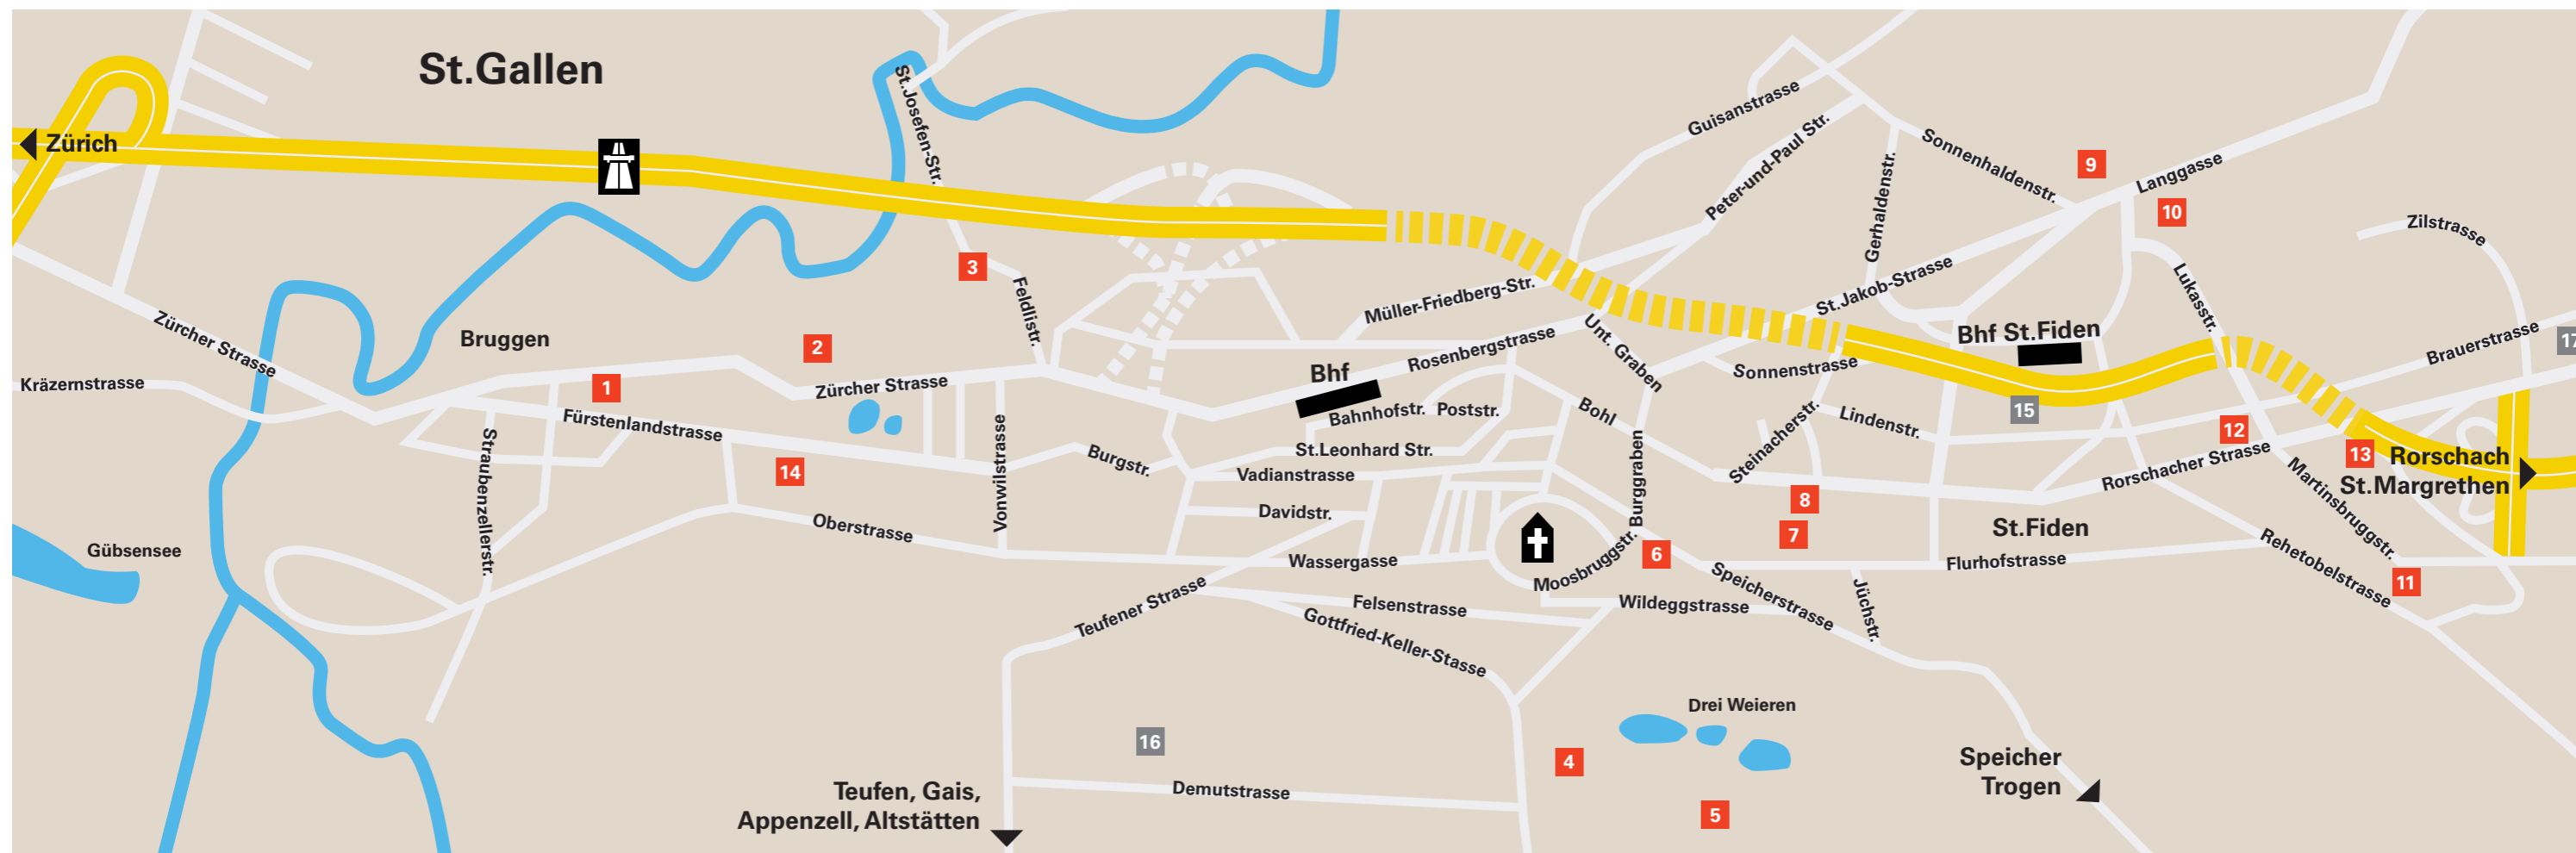 St.Gallen
Zürich
St.Josefen-Str.
Guisanstrasse
Peter-und-Paul Str.
Sonnenhaldenstr.
Gerhaldenstr.
9
Langgasse
10
Zilstrasse
3
Feldlistr.
Müller-Friedberg-Str.
St.Jakob-Strasse
Lukasstr.
Zürcher Strasse
Bruggen
2
Rosenbergstrasse
Unt. Graben
Bhf St.Fiden
Brauerstrasse
17
Kräzernstrasse
1
Zürcher Strasse
Bhf
Sonnenstrasse
Fürstenlandstrasse
Bahnhofstr.
Poststr.
Bohl
Steinacherstr.
Lindenstr.
15
12
13
Straubenzellerstr.
14
Vonwilstrasse
Burgstr.
St.Leonhard Str.
Vadianstrasse
Burggraben
Rorschacher Strasse
Martinsbruggstr.
Rorschach
St.Margrethen
Oberstrasse
Davidstr.
8
7
St.Fiden
Gübsensee
Wassergasse
Moosbruggstr.
6
Speicherstrasse
Flurhofstrasse
Rehetobelstrasse
11
Teufener Strasse
Felsenstrasse
Wildeggstrasse
Jüchstr.
Gottfried-Keller-Stasse
Drei Weieren
16
4
Speicher
Trogen
Teufen, Gais,
Appenzell, Altstätten
Demutstrasse
5